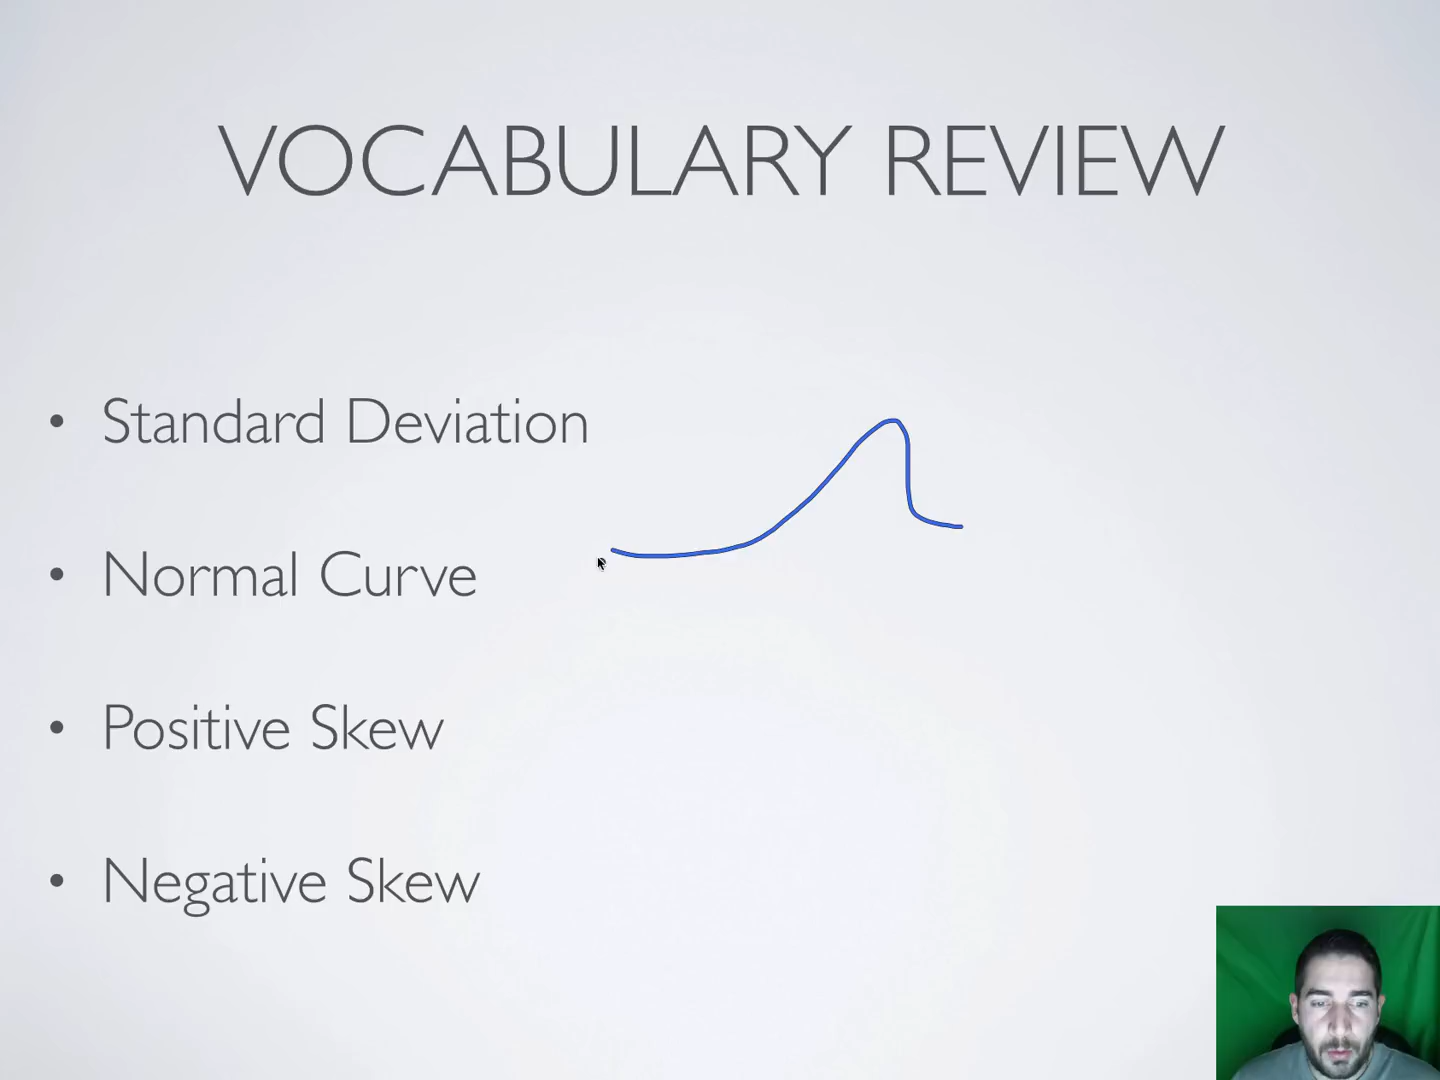 VOCABULARY REVIEW
• Standard Deviation
• Normal Curve
• Positive Skew
• Negative Skew